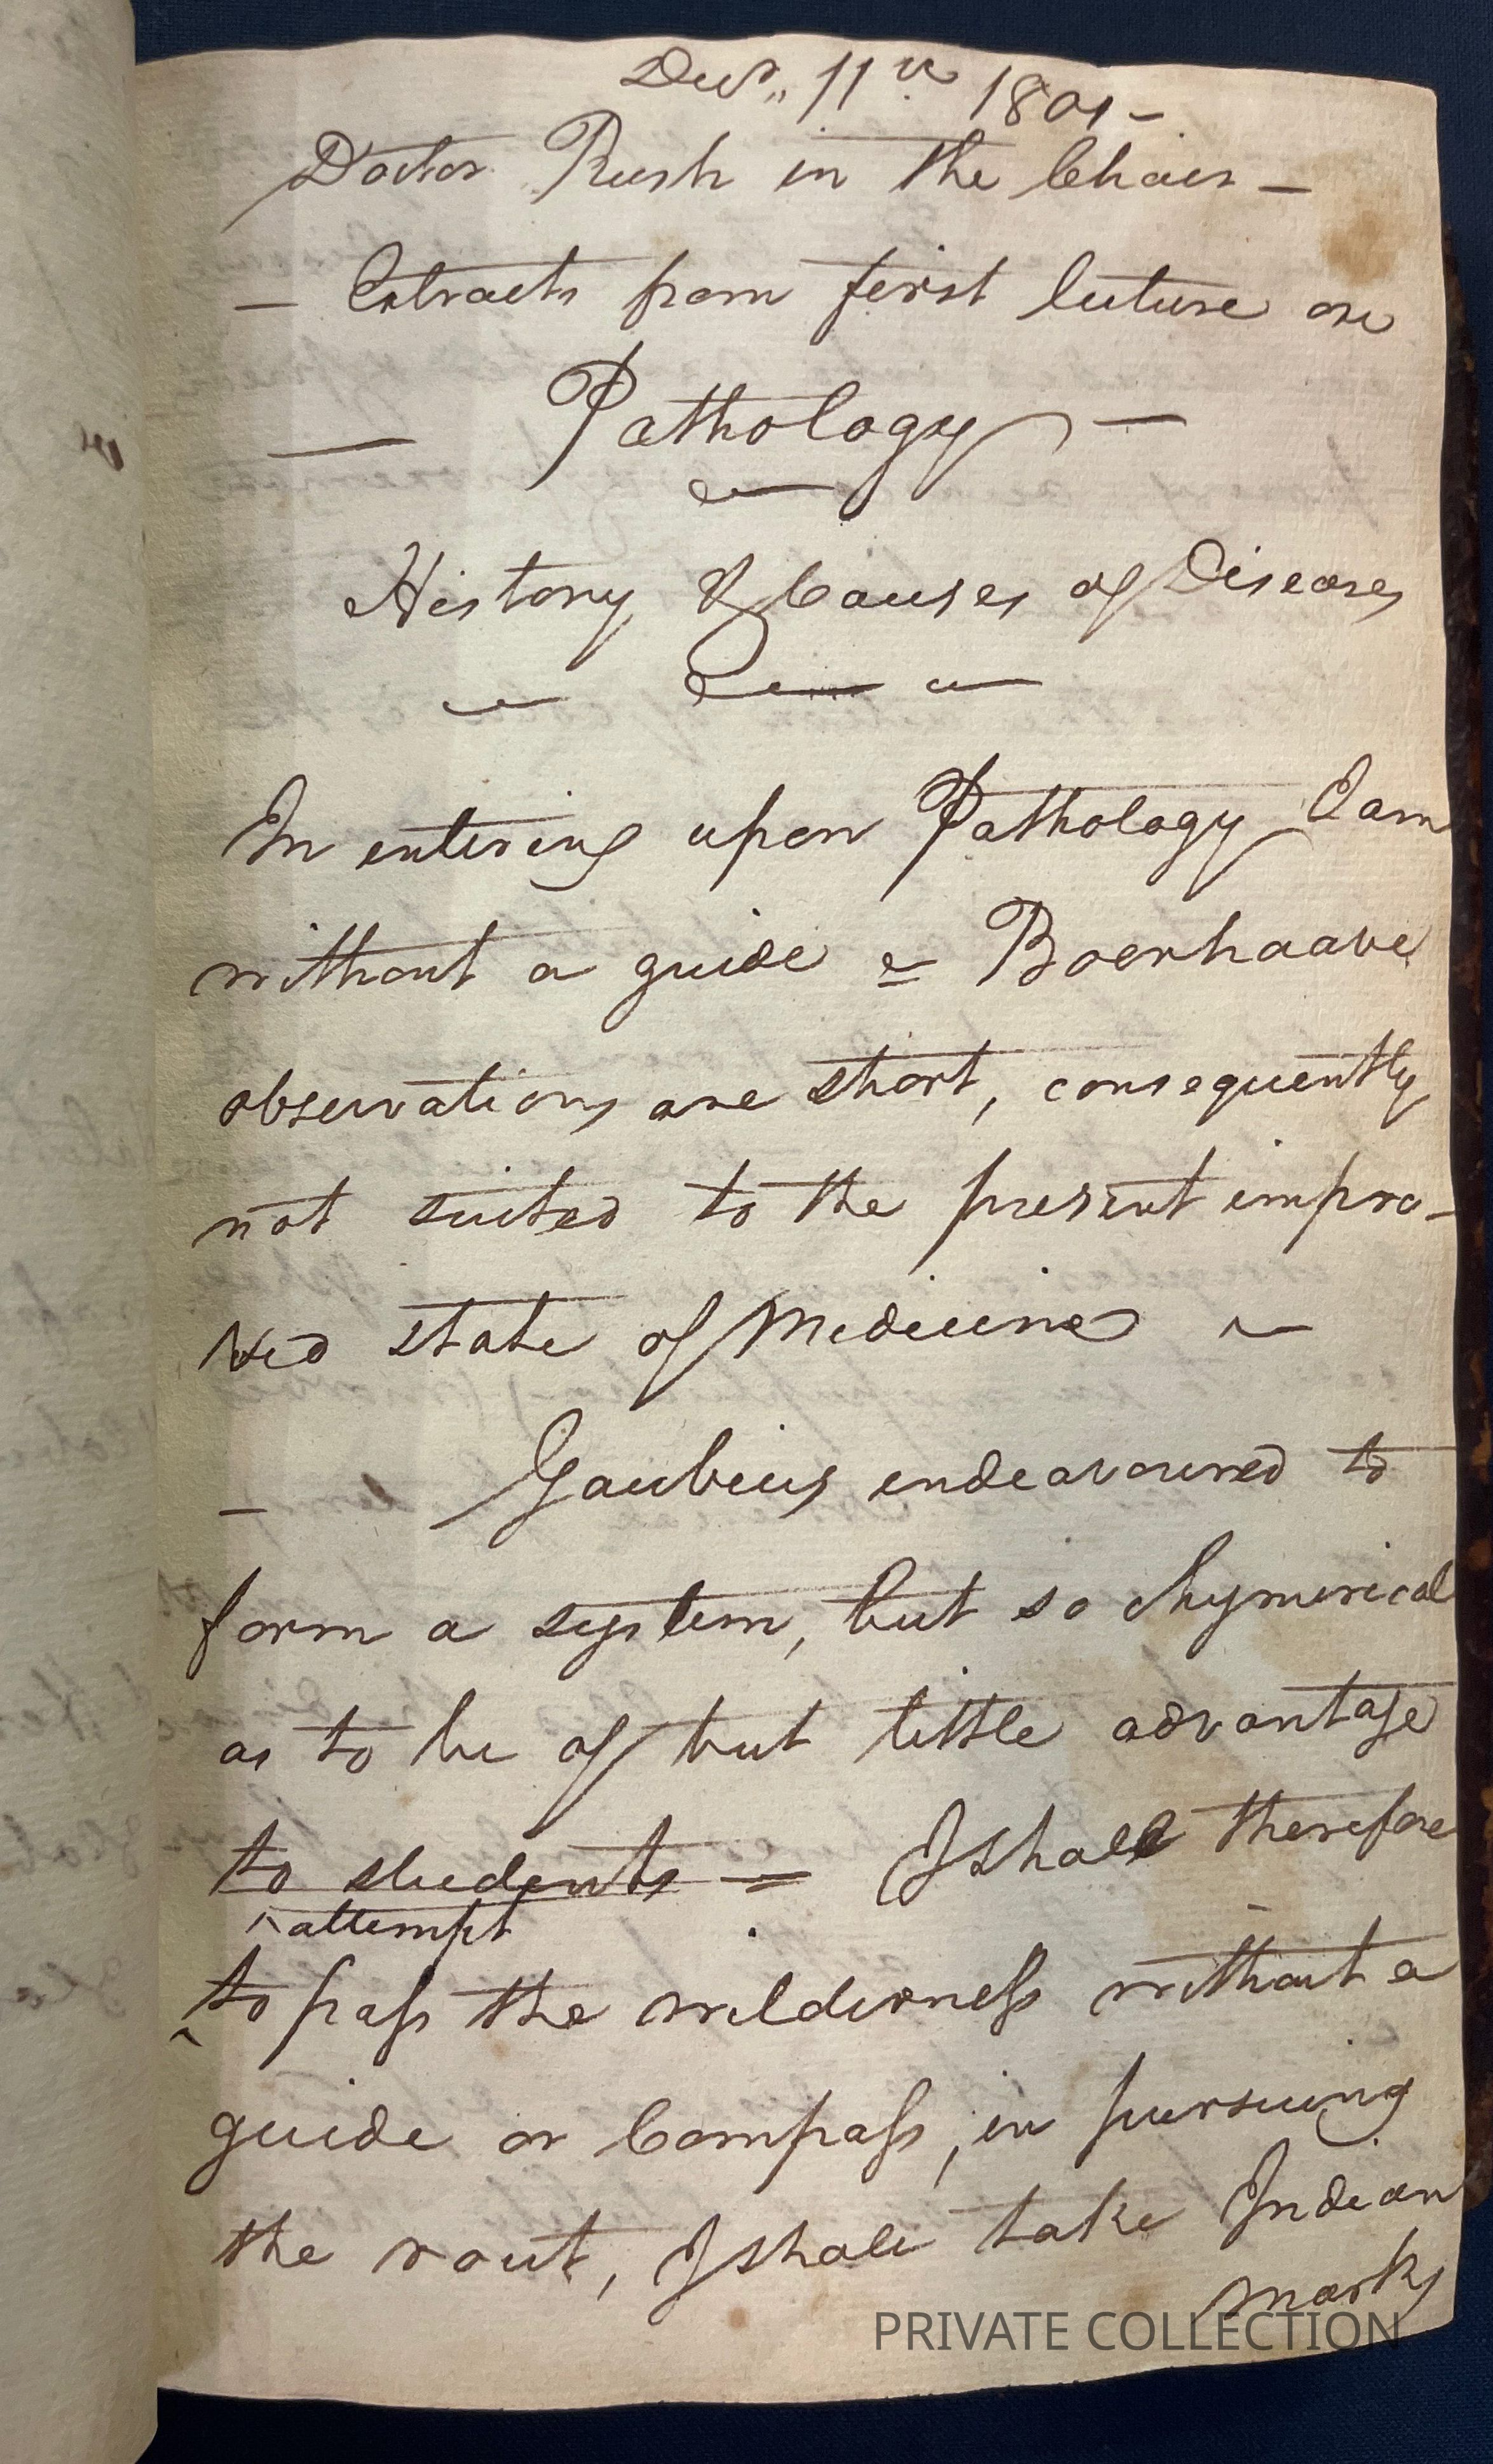 Decr. 11th 1801 -
Doctor Rush in the Chair -
- Extracts from first lecture on
- Pathology -
History & Causes of Diseases
In entering upon Pathology I am
without a guide = Boerhaave
observations are short, consequently
not suited to the present impro-
ved state of Medicine -
- Gaubius endeavoured to
form a system, but so Chymerical
as to be of but little advantage
to students = I shall therefore
^ attempt
^ to pass the wilderness without a
guide or Compass, in pursuing
the rout, I shall take Indian
marks
PRIVATE COLLECTION